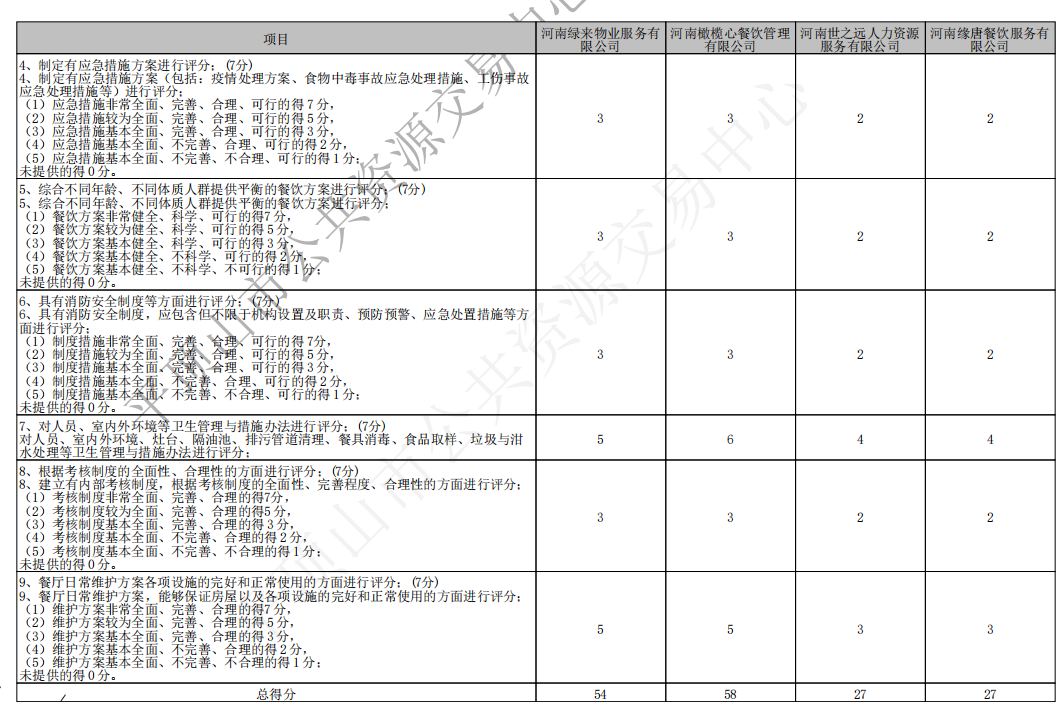 项目
河南绿来物业服务有限公司
河南橄榄心餐饮管理有限公司
河南世之远人力资源服务有限公司
河南缘唐餐饮服务有限公司
4、制定有应急措施方案进行评分；(7分)
4、制定有应急措施方案（包括：疫情处理方案、食物中毒事故应急处理措施、工伤事故
应急处理措施等）进行评分；
（1）应急措施非常全面、完善、合理、可行的得7分，
（2）应急措施较为全面、完善、合理、可行的得5分，
（3）应急措施基本全面、完善、合理、可行的得3分，
（4）应急措施基本全面、不完善、合理、可行的得2分，
（5）应急措施基本全面、不完善、不合理、可行的得1分；
未提供的得0分。
3
3
2
2
5、综合不同年龄、不同体质人群提供平衡的餐饮方案进行评分；(7分)
5、综合不同年龄、不同体质人群提供平衡的餐饮方案进行评分；
（1）餐饮方案非常健全、科学、可行的得7分，
（2）餐饮方案较为健全、科学、可行的得5分，
（3）餐饮方案基本健全、科学、可行的得3分，
（4）餐饮方案基本健全、不科学、可行的得2分，
（5）餐饮方案基本健全、不科学、不可行的得1分；
未提供的得0分。
3
3
2
2
6、具有消防安全制度等方面进行评分；(7分)
6、具有消防安全制度，应包含但不限于机构设置及职责、预防预警、应急处置措施等方
面进行评分；
（1）制度措施非常全面、完善、合理、可行的得7分，
（2）制度措施较为全面、完善、合理、可行的得5分，
（3）制度措施基本全面、完善、合理、可行的得3分，
（4）制度措施基本全面、不完善、合理、可行的得2分，
（5）制度措施基本全面、不完善、不合理、可行的得1分；
未提供的得0分。
3
3
2
2
7、对人员、室内外环境等卫生管理与措施办法进行评分；(7分)
对人员、室内外环境、灶台、隔油池、排污管道清理、餐具消毒、食品取样、垃圾与泔
水处理等卫生管理与措施办法进行评分；
5
6
4
4
8、根据考核制度的全面性、合理性的方面进行评分；(7分)
8、建立有内部考核制度，根据考核制度的全面性、完善程度、合理性的方面进行评分；
（1）考核制度非常全面、完善、合理的得7分，
（2）考核制度较为全面、完善、合理的得5分，
（3）考核制度基本全面、完善、合理的得3分，
（4）考核制度基本全面、不完善、合理的得2分，
（5）考核制度基本全面、不完善、不合理的得1分；
未提供的得0分。
3
3
2
2
9、餐厅日常维护方案各项设施的完好和正常使用的方面进行评分；(7分)
9、餐厅日常维护方案，能够保证房屋以及各项设施的完好和正常使用的方面进行评分；
（1）维护方案非常全面、完善、合理的得7分，
（2）维护方案较为全面、完善、合理的得5分，
（3）维护方案基本全面、完善、合理的得3分，
（4）维护方案基本全面、不完善、合理的得2分，
（5）维护方案基本全面、不完善、不合理的得1分；
未提供的得0分。
5
5
3
3
总得分
54
58
27
27
平顶山市公共资源交易中
顶山市公共资源交易中心